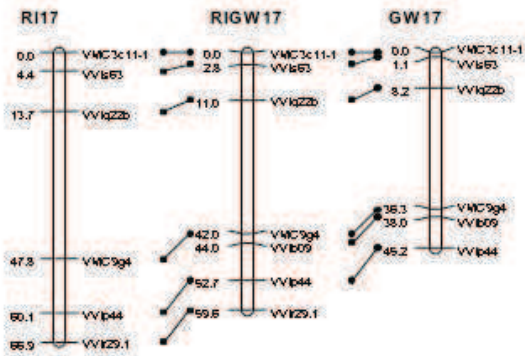 RI17 RIGW17 GW17
0.0 VMC3c11-1 0.0 VMC3c11-1 0.0 VMC3c11-1
4.4 VVIs63 2.8 VVIs63 1.1 VVIs63
13.7 VVIq22b 11.0 VVIq22b 8.2 VVIq22b
47.8 VMC9g4 42.0 VMC9g4 36.3 VMC9g4
44.0 VVIb09 38.0 VVIb09
60.1 VVIp44 52.7 VVIp44 45.2 VVIp44
66.9 VVIr29.1 59.6 VVIr29.1